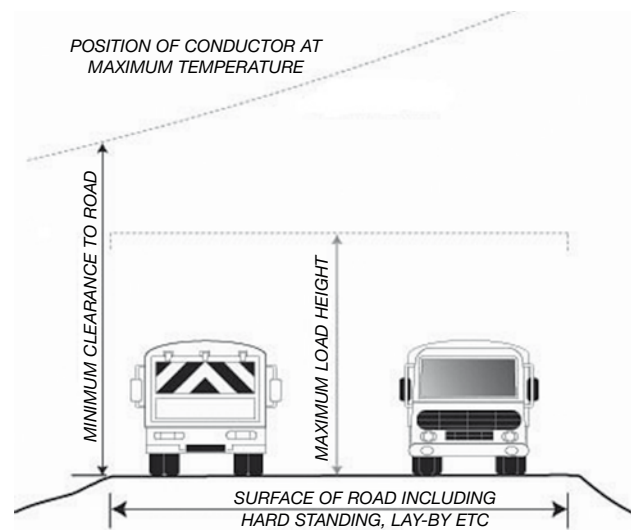 POSITION OF CONDUCTOR AT
MAXIMUM TEMPERATURE
MINIMUM CLEARANCE TO ROAD
MAXIMUM LOAD HEIGHT
SURFACE OF ROAD INCLUDING
HARD STANDING, LAY-BY ETC